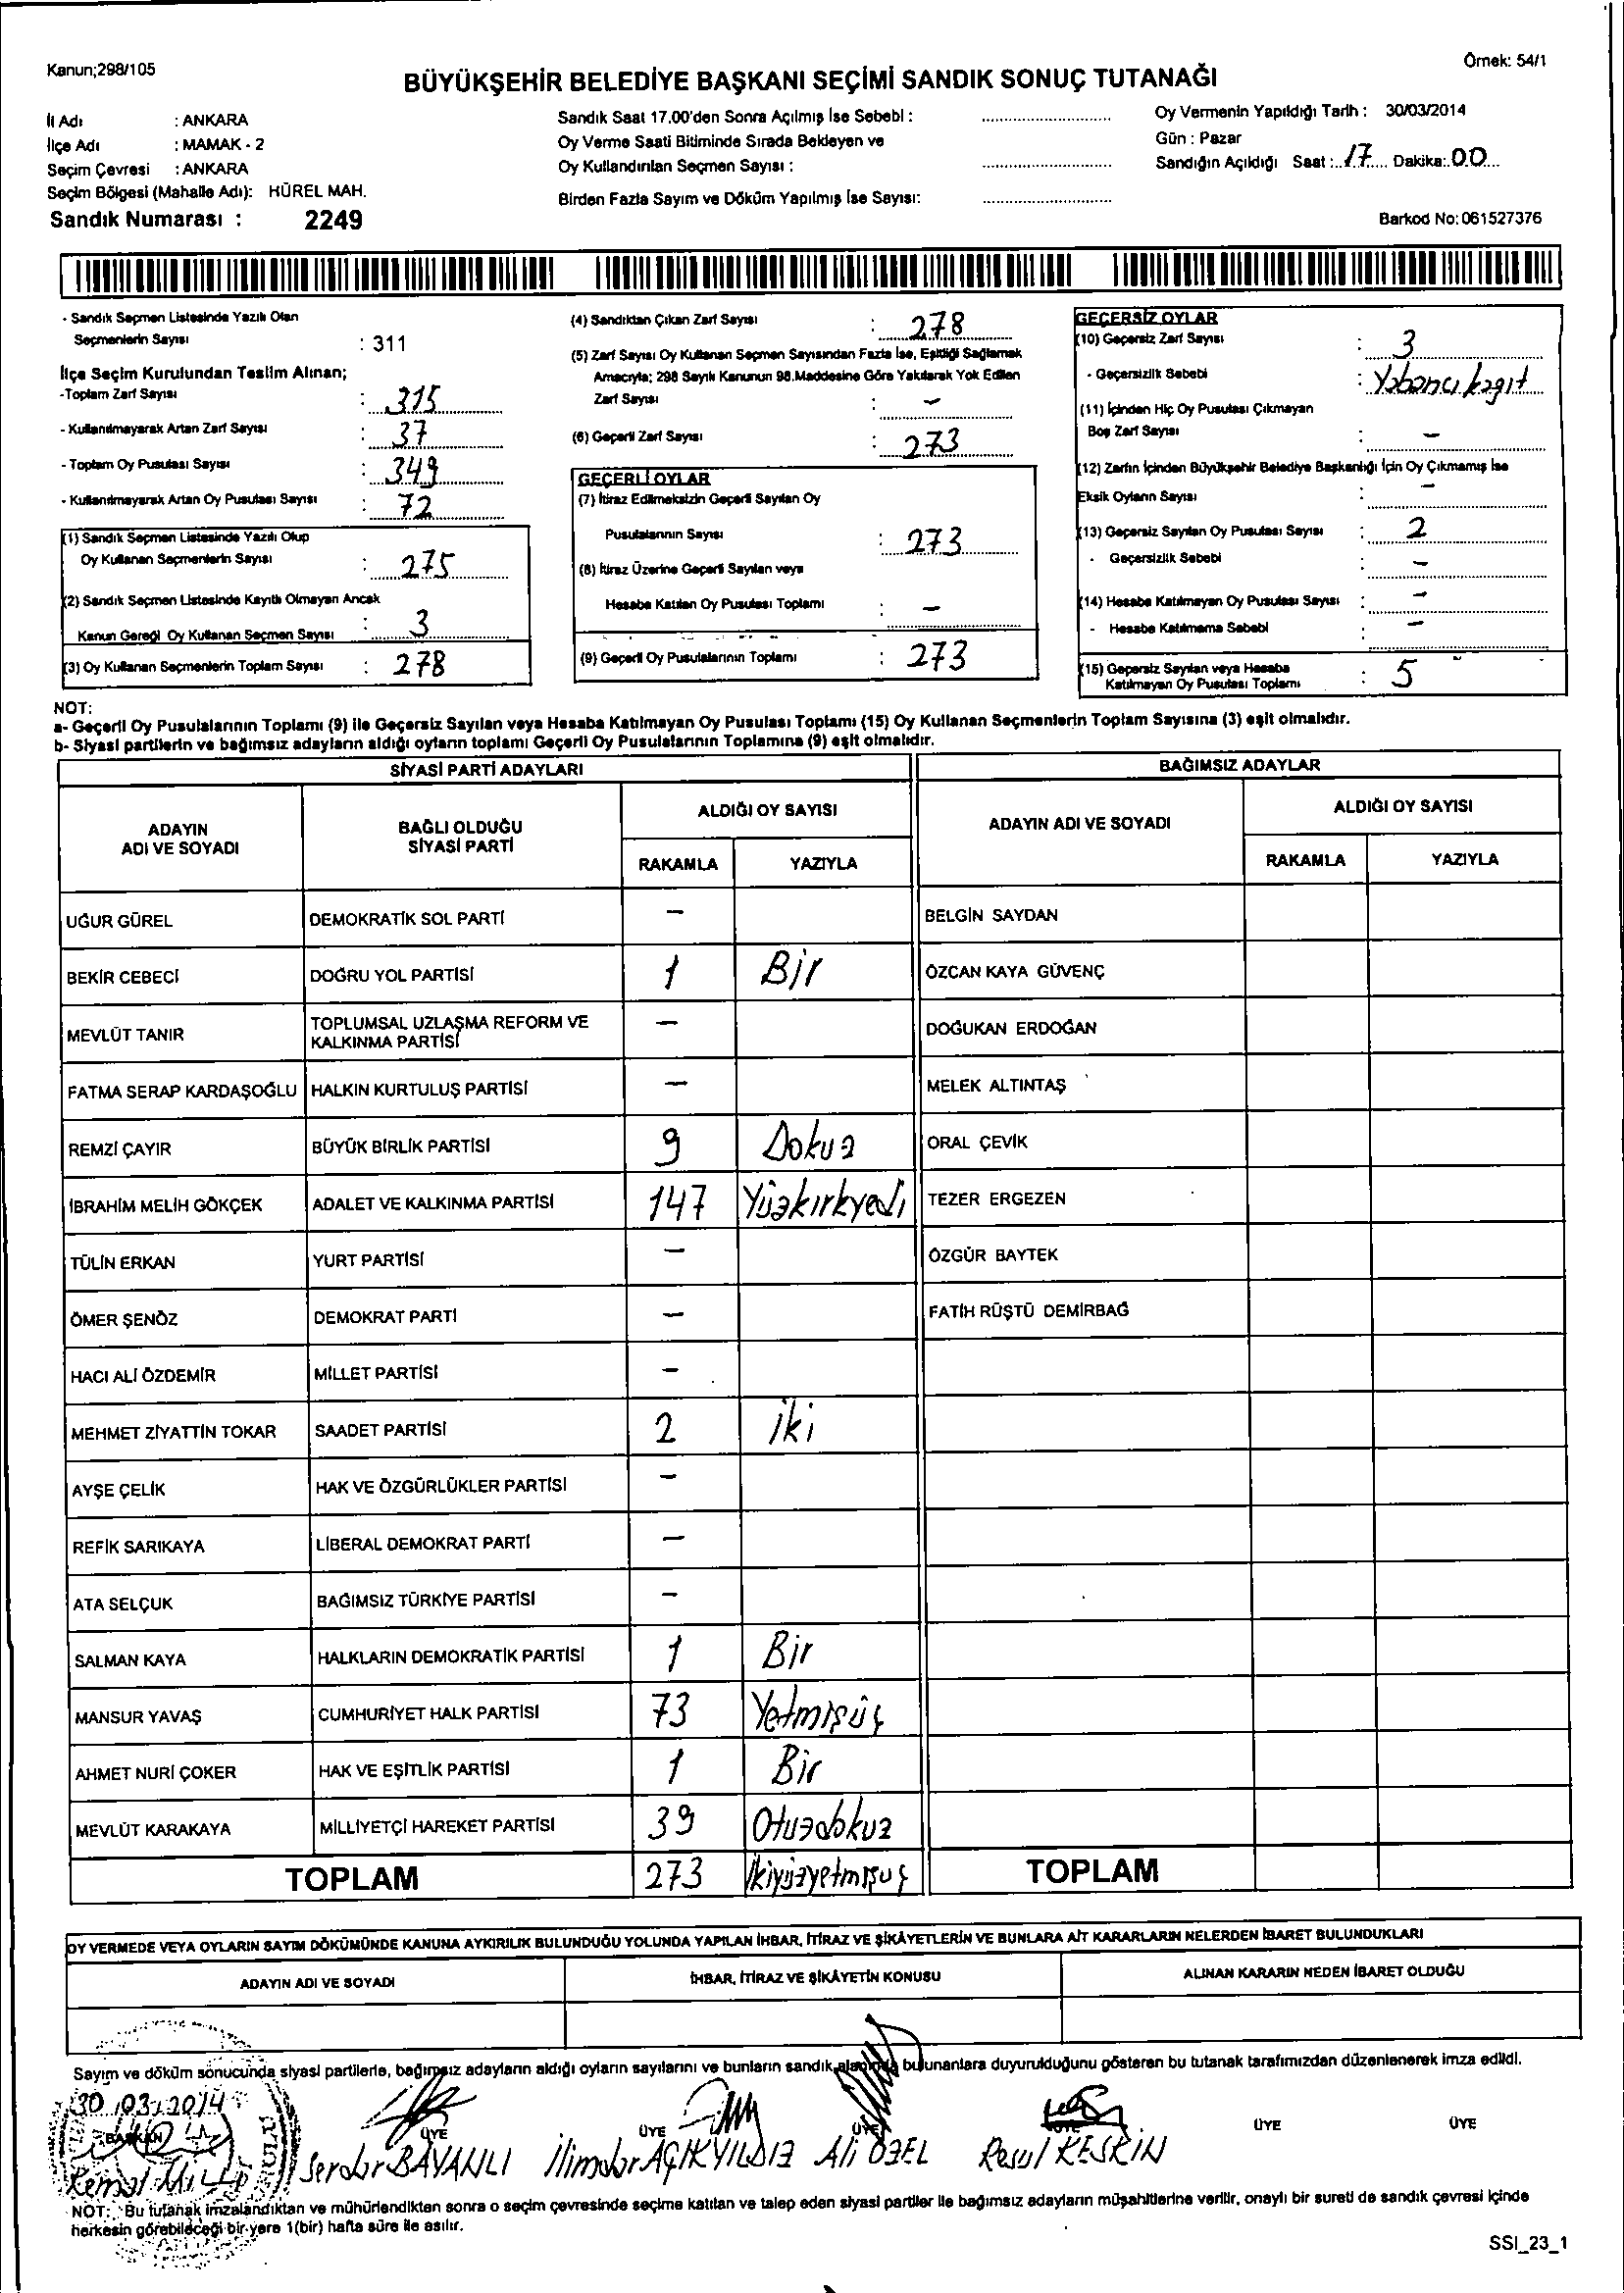 Kanun;298/105
Örnek: 54/1
BÜYÜKŞEHİR BELEDİYE BAŞKANI SEÇİMİ SANDIK SONUÇ TUTANAĞI
İl Adı : ANKARA
İlçe Adı : MAMAK - 2
Seçim Çevresi : ANKARA
Seçim Bölgesi (Mahalle Adı): HÜREL MAH.
Sandık Numarası : 2249
Sandık Saat 17.00'den Sonra Açılmış İse Sebebi :
Oy Verme Saati Bitiminde Sırada Bekleyen ve
Oy Kullandırılan Seçmen Sayısı :
Birden Fazla Sayım ve Döküm Yapılmış İse Sayısı:
Oy Vermenin Yapıldığı Tarih : 30/03/2014
Gün : Pazar
Sandığın Açıldığı Saat : 17 Dakika: 00
Barkod No: 061527376
- Sandık Seçmen Listesinde Yazılı Olan
Seçmenlerin Sayısı : 311
İlçe Seçim Kurulundan Teslim Alınan;
-Toplam Zarf Sayısı : 315
- Kullanılmayarak Artan Zarf Sayısı : 37
- Toplam Oy Pusulası Sayısı : 349
- Kullanılmayarak Artan Oy Pusulası Sayısı : 72
(1) Sandık Seçmen Listesinde Yazılı Olup
Oy Kullanan Seçmenlerin Sayısı : 275
(2) Sandık Seçmen Listesinde Kayıtlı Olmayan Ancak
Kanun Gereği Oy Kullanan Seçmen Sayısı : 3
(3) Oy Kullanan Seçmenlerin Toplam Sayısı : 278
(4) Sandıktan Çıkan Zarf Sayısı : 278
(5) Zarf Sayısı Oy Kullanan Seçmen Sayısından Fazla İse, Eşitliği Sağlamak
Amacıyla; 298 Sayılı Kanunun 98.Maddesine Göre Yakılarak Yok Edilen
Zarf Sayısı : -
(6) Geçerli Zarf Sayısı : 273
GEÇERLİ OYLAR
(7) İtiraz Edilmeksizin Geçerli Sayılan Oy
Pusulalarının Sayısı : 273
(8) İtiraz Üzerine Geçerli Sayılan veya
Hesaba Katılan Oy Pusulası Toplamı : -
(9) Geçerli Oy Pusulalarının Toplamı : 273
GEÇERSİZ OYLAR
(10) Geçersiz Zarf Sayısı : 3
- Geçersizlik Sebebi : Yabancı kağıt
(11) İçinden Hiç Oy Pusulası Çıkmayan
Boş Zarf Sayısı : -
(12) Zarfın İçinden Büyükşehir Belediye Başkanlığı İçin Oy Çıkmamış İse
Eksik Oyların Sayısı : -
(13) Geçersiz Sayılan Oy Pusulası Sayısı : 2
- Geçersizlik Sebebi : -
(14) Hesaba Katılmayan Oy Pusulası Sayısı : -
- Hesaba Katılmama Sebebi : -
(15) Geçersiz Sayılan veya Hesaba
Katılmayan Oy Pusulası Toplamı : 5
NOT:
a- Geçerli Oy Pusulalarının Toplamı (9) ile Geçersiz Sayılan veya Hesaba Katılmayan Oy Pusulası Toplamı (15) Oy Kullanan Seçmenlerin Toplam Sayısına (3) eşit olmalıdır.
b- Siyasi partilerin ve bağımsız adayların aldığı oyların toplamı Geçerli Oy Pusulalarının Toplamına (9) eşit olmalıdır.
SİYASİ PARTİ ADAYLARI
BAĞIMSIZ ADAYLAR
ADAYIN ADI VE SOYADI
BAĞLI OLDUĞU SİYASİ PARTİ
ALDIĞI OY SAYISI
RAKAMLA YAZIYLA
ADAYIN ADI VE SOYADI
ALDIĞI OY SAYISI
RAKAMLA YAZIYLA
UĞUR GÜREL DEMOKRATİK SOL PARTİ - BELGİN SAYDAN
BEKİR CEBECİ DOĞRU YOL PARTİSİ 1 Bir ÖZCAN KAYA GÜVENÇ
MEVLÜT TANIR TOPLUMSAL UZLAŞMA REFORM VE KALKINMA PARTİSİ - DOĞUKAN ERDOĞAN
FATMA SERAP KARDAŞOĞLU HALKIN KURTULUŞ PARTİSİ - MELEK ALTINTAŞ
REMZİ ÇAYIR BÜYÜK BİRLİK PARTİSİ 9 Dokuz ORAL ÇEVİK
İBRAHİM MELİH GÖKÇEK ADALET VE KALKINMA PARTİSİ 147 Yüzkırkyedi TEZER ERGEZEN
TÜLİN ERKAN YURT PARTİSİ - ÖZGÜR BAYTEK
ÖMER ŞENÖZ DEMOKRAT PARTİ - FATİH RÜŞTÜ DEMİRBAĞ
HACI ALİ ÖZDEMİR MİLLET PARTİSİ -
MEHMET ZİYATTİN TOKAR SAADET PARTİSİ 2 iki
AYŞE ÇELİK HAK VE ÖZGÜRLÜKLER PARTİSİ -
REFİK SARIKAYA LİBERAL DEMOKRAT PARTİ -
ATA SELÇUK BAĞIMSIZ TÜRKİYE PARTİSİ -
SALMAN KAYA HALKLARIN DEMOKRATİK PARTİSİ 1 Bir
MANSUR YAVAŞ CUMHURİYET HALK PARTİSİ 73 Yetmişüç
AHMET NURİ ÇOKER HAK VE EŞİTLİK PARTİSİ 1 Bir
MEVLÜT KARAKAYA MİLLİYETÇİ HAREKET PARTİSİ 39 Otuzdokuz
TOPLAM 273 İkiyüzyetmişuç TOPLAM
OY VERMEDE VEYA OYLARIN SAYIM DÖKÜMÜNDE KANUNA AYKIRILIK BULUNDUĞU YOLUNDA YAPILAN İHBAR, İTİRAZ VE ŞİKÂYETLERİN VE BUNLARA AİT KARARLARIN NELERDEN İBARET BULUNDUKLARI
ADAYIN ADI VE SOYADI İHBAR, İTİRAZ VE ŞİKÂYETİN KONUSU ALINAN KARARIN NEDEN İBARET OLDUĞU
Sayım ve döküm sonucunda siyasi partilerle, bağımsız adayların aldığı oyların sayılarını ve bunların sandık alanında bulunanlara duyurulduğunu gösteren bu tutanak tarafımızdan düzenlenerek imza edildi.
30.03.2014
BAŞKAN ÜYE ÜYE ÜYE ÜYE ÜYE ÜYE
Kemal Serdar BAYANLI İlimdar AÇIKYILDIZ Ali ÖZEL Resul KESKİN
NOT: Bu tutanak imzalandıktan ve mühürlendikten sonra o seçim çevresinde seçime katılan ve talep eden siyasi partiler ile bağımsız adayların müşahitlerine verilir, onaylı bir sureti de sandık çevresi içinde
herkesin görebileceği bir yere 1(bir) hafta süre ile asılır.
SSI_23_1